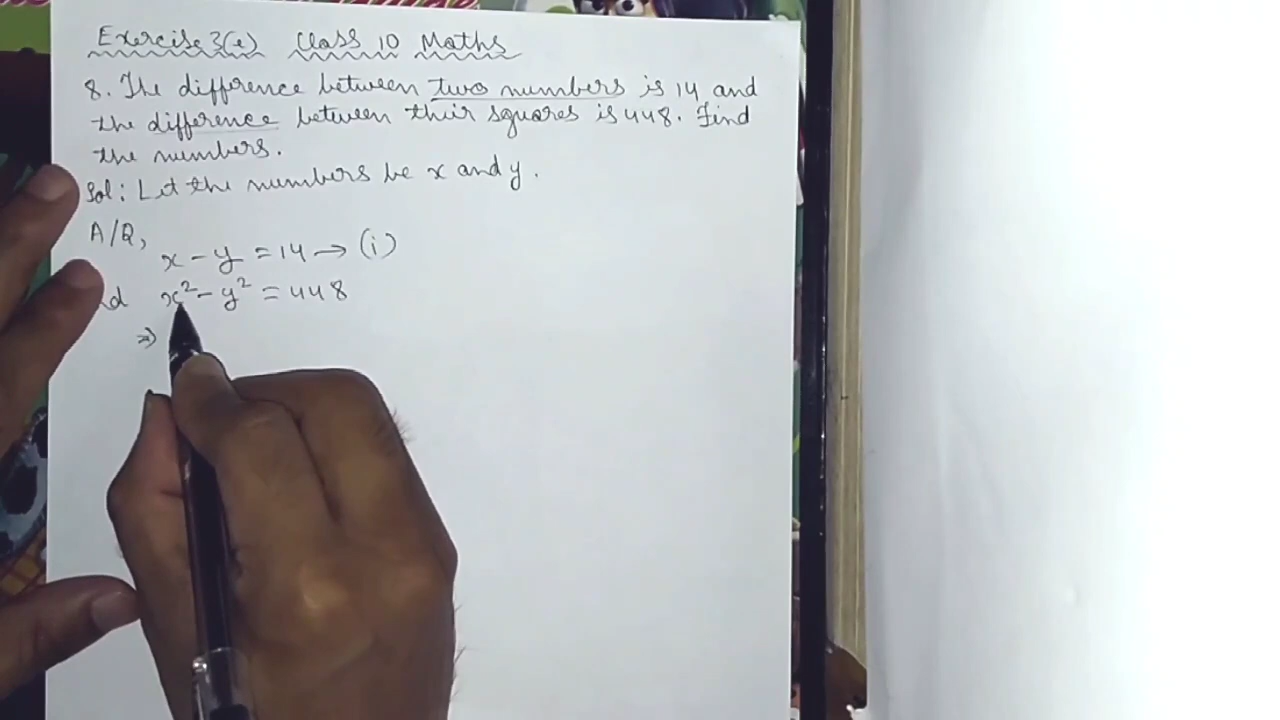 Exercise 3(e) Class 10 Maths
8. The difference between two numbers is 14 and
the difference between their squares is 448. Find
the numbers.
Sol: Let the numbers be x and y.
A/Q,
x - y = 14 → (i)
x² - y² = 448
⇒